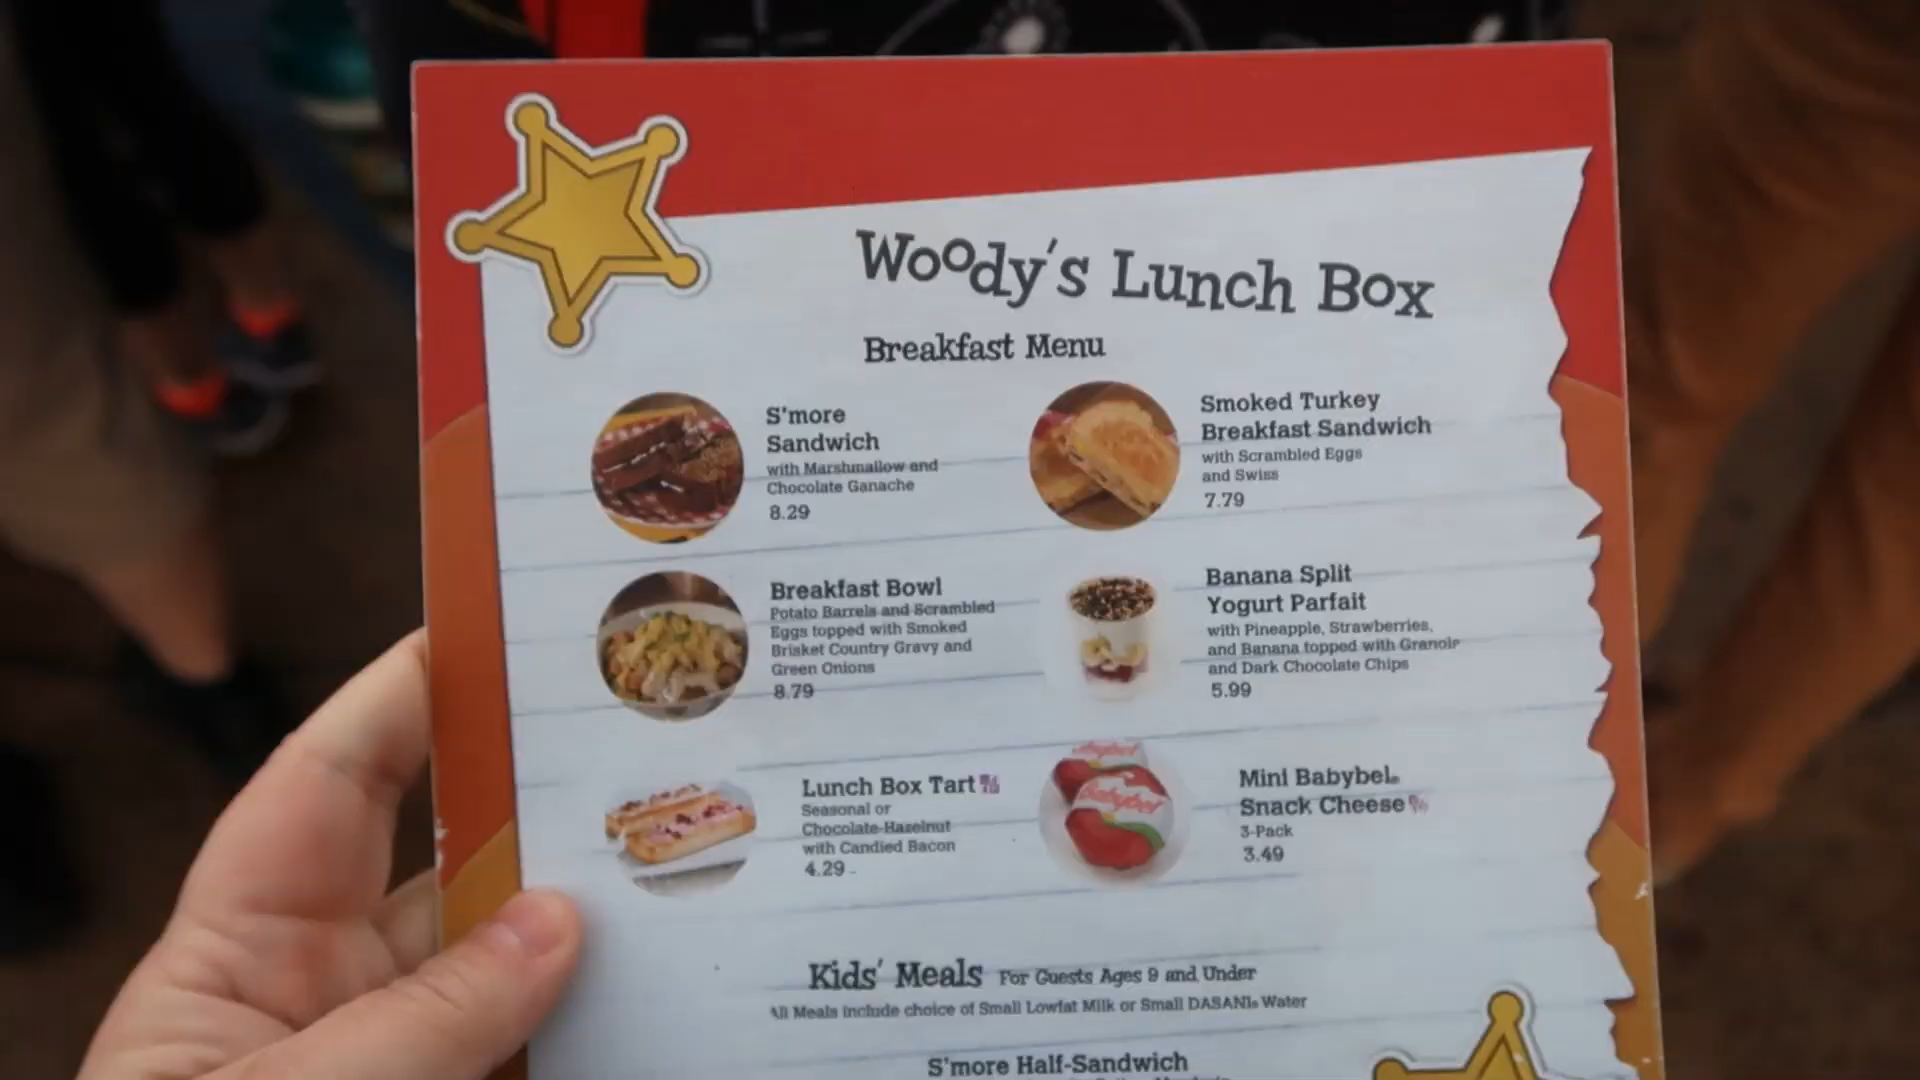 Woody's Lunch Box
Breakfast Menu
S'more
Sandwich
with Marshmallow and
Chocolate Ganache
8.29
Smoked Turkey
Breakfast Sandwich
with Scrambled Eggs
and Swiss
7.79
Breakfast Bowl
Potato Barrels and Scrambled
Eggs topped with Smoked
Brisket Country Gravy and
Green Onions
8.79
Banana Split
Yogurt Parfait
with Pineapple, Strawberries,
and Banana topped with Granola
and Dark Chocolate Chips
5.99
Lunch Box Tart
Seasonal or
Chocolate-Hazelnut
with Candied Bacon
4.29
Babybel
Mini Babybel®
Snack Cheese
3-Pack
3.49
Kids' Meals For Guests Ages 9 and Under
All Meals include choice of Small Lowfat Milk or Small DASANI® Water
S'more Half-Sandwich